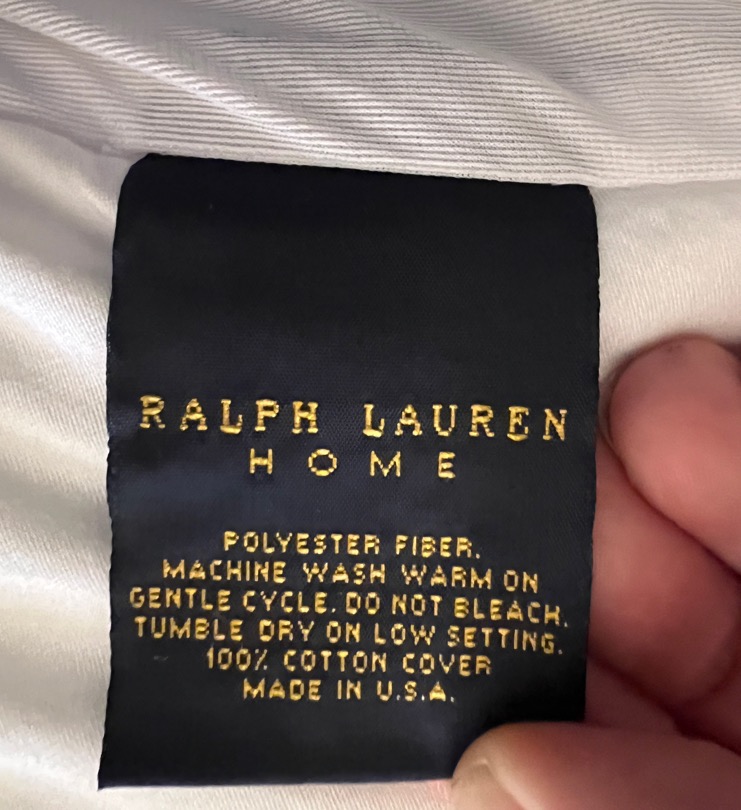 RALPH LAUREN
HOME
POLYESTER FIBER.
MACHINE WASH WARM ON
GENTLE CYCLE. DO NOT BLEACH.
TUMBLE DRY ON LOW SETTING.
100% COTTON COVER
MADE IN U.S.A.